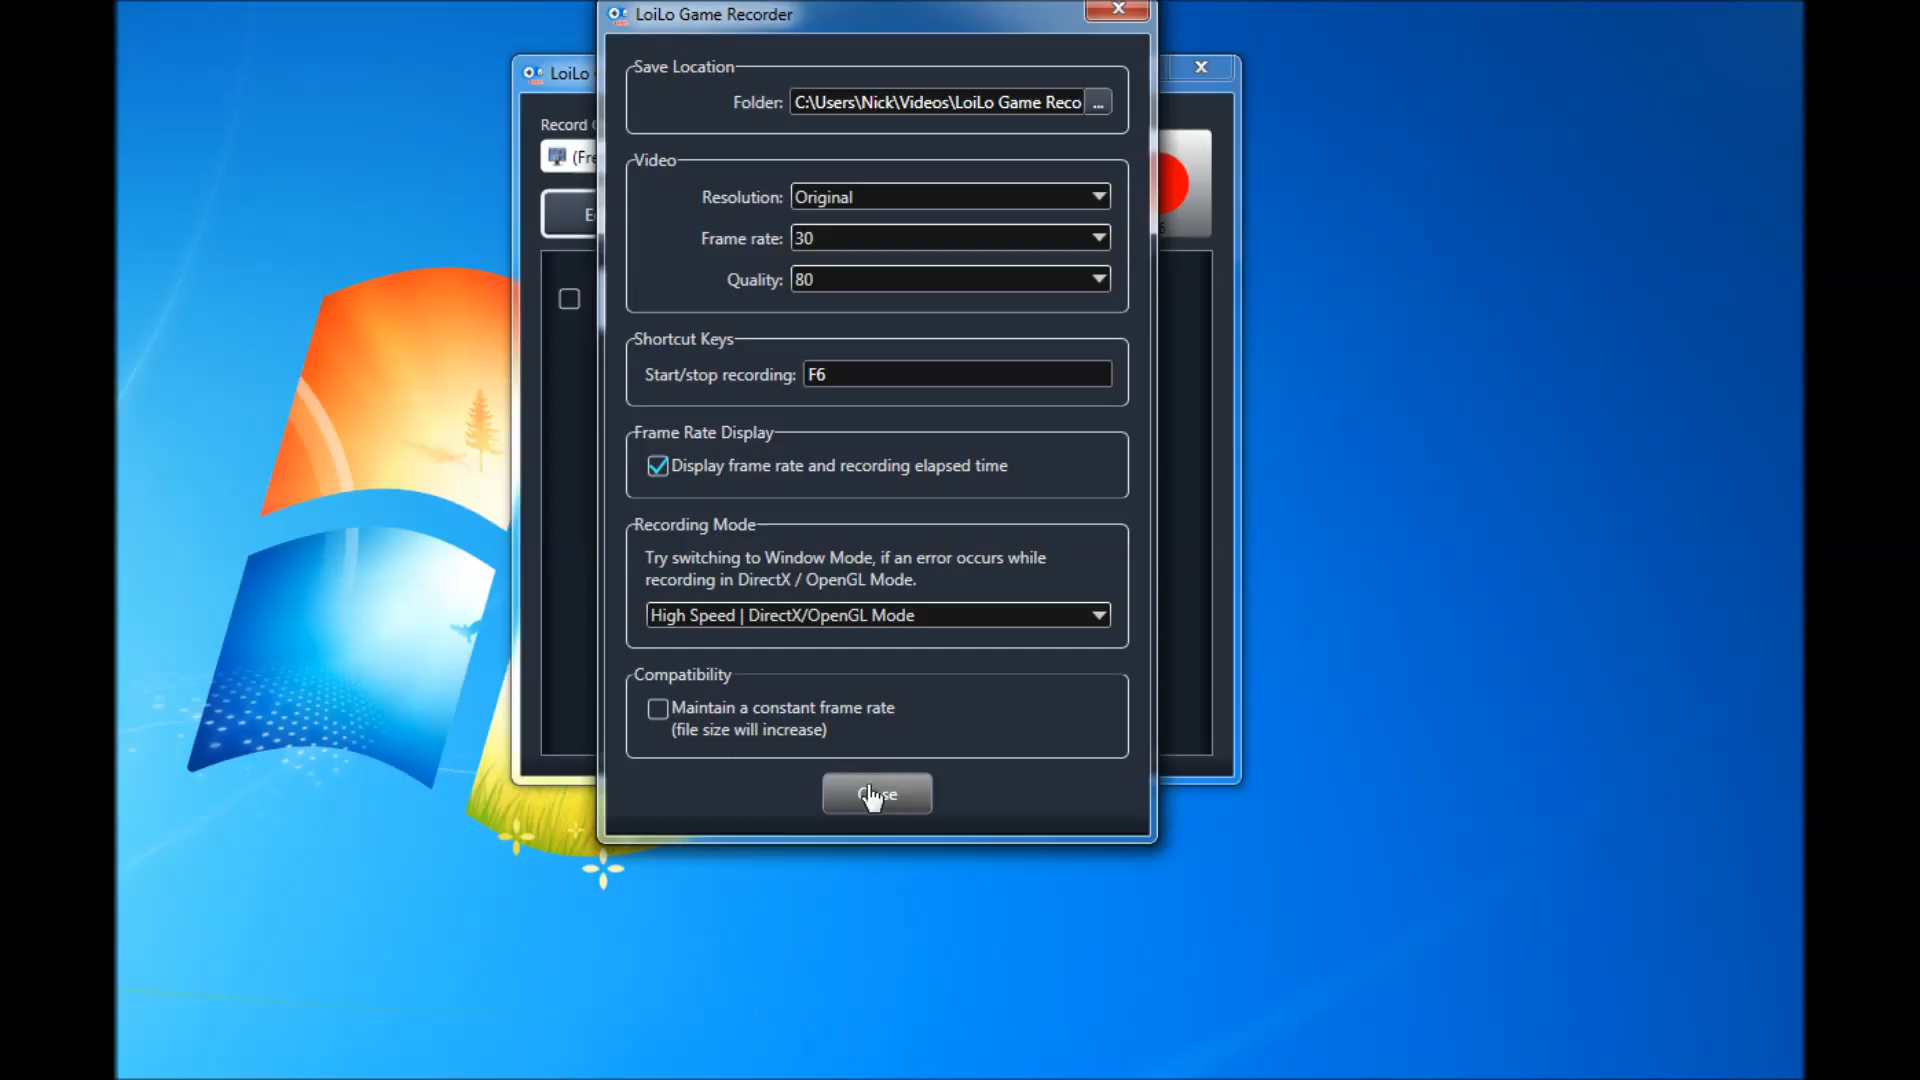 LoiLo Game Recorder
LoiLo
Record
(Fre
Save Location
Folder: C:\Users\Nick\Videos\LoiLo Game Reco ...
Video
Resolution: Original
Frame rate: 30
Quality: 80
Shortcut Keys
Start/stop recording: F6
Frame Rate Display
Display frame rate and recording elapsed time
Recording Mode
Try switching to Window Mode, if an error occurs while
recording in DirectX / OpenGL Mode.
High Speed | DirectX/OpenGL Mode
Compatibility
Maintain a constant frame rate
(file size will increase)